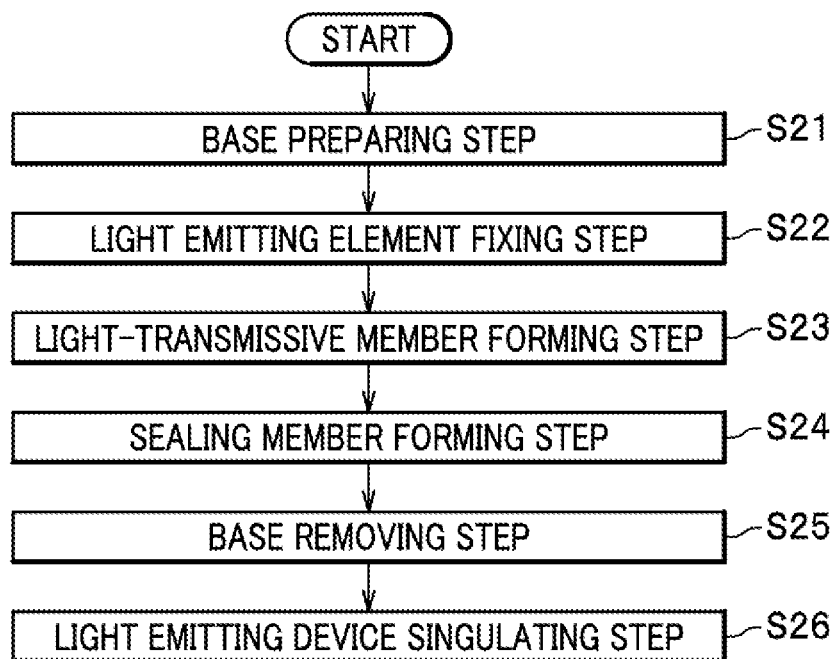 START
BASE PREPARING STEP
S21
LIGHT EMITTING ELEMENT FIXING STEP
S22
LIGHT-TRANSMISSIVE MEMBER FORMING STEP
S23
SEALING MEMBER FORMING STEP
S24
BASE REMOVING STEP
S25
LIGHT EMITTING DEVICE SINGULATING STEP
S26